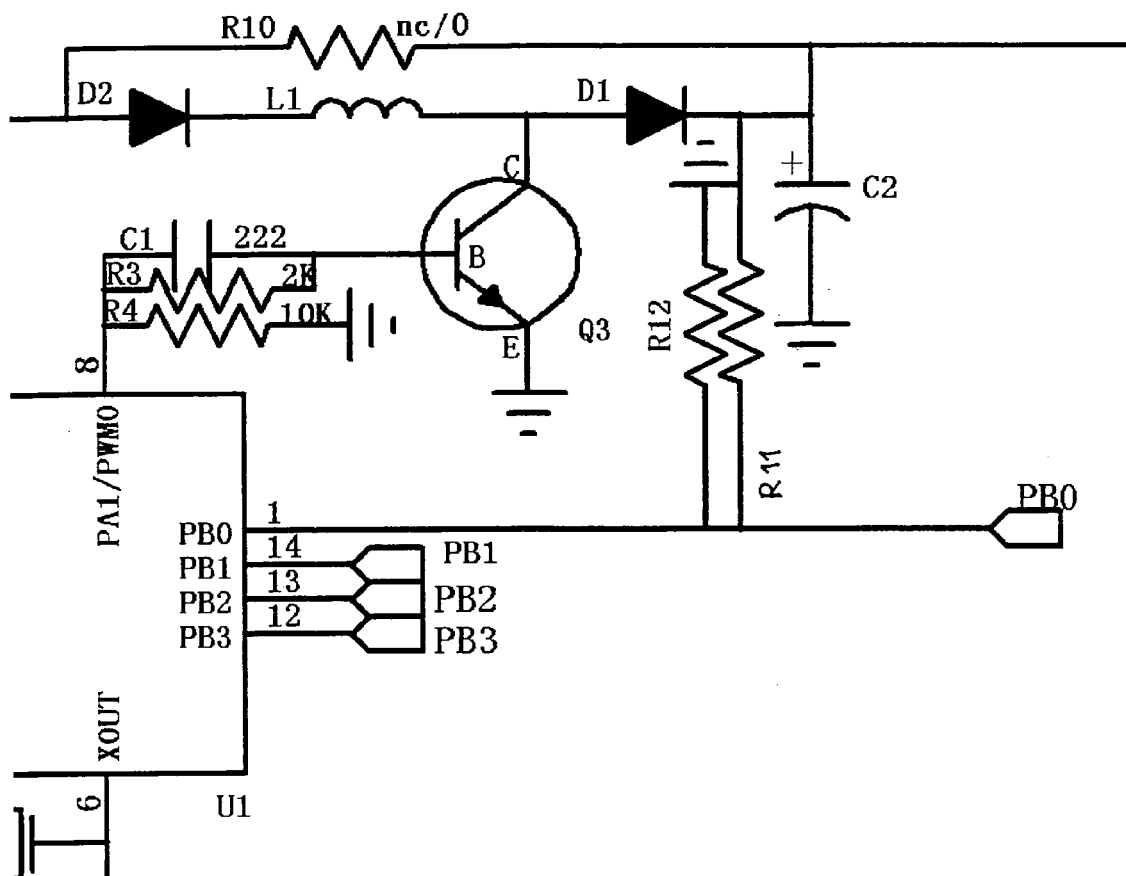 R10 nc/0
D2
L1
D1
C
+
C2
C1 222
B
R3 2K
R4 10K
Q3
R12
E
8
R11
PA1/PWM0
PB0 1
PB0
PB1 14
PB1
PB2 13
PB2
PB3 12
PB3
XOUT
6
U1